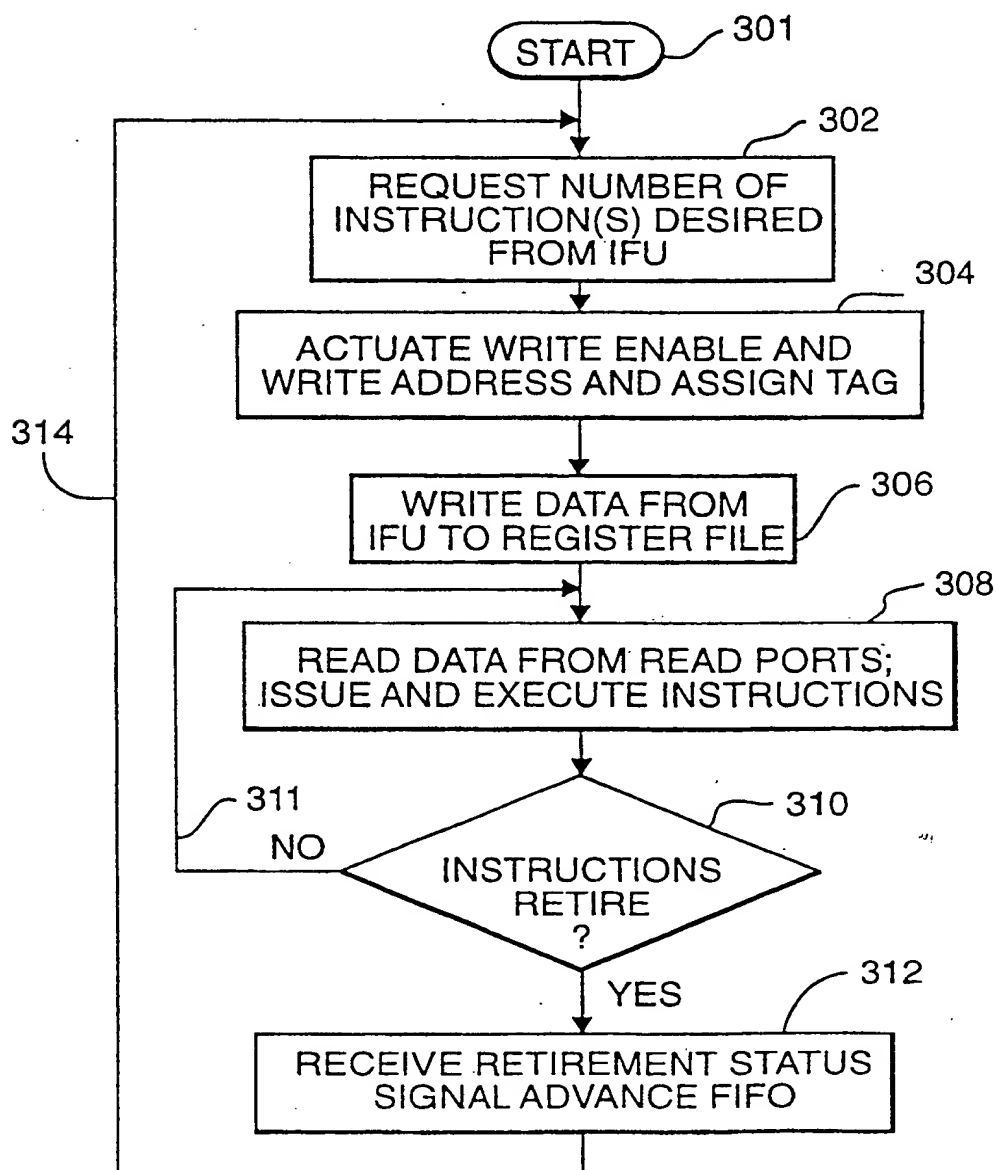 START
301
302
REQUEST NUMBER OF
INSTRUCTION(S) DESIRED
FROM IFU
304
ACTUATE WRITE ENABLE AND
WRITE ADDRESS AND ASSIGN TAG
314
306
WRITE DATA FROM
IFU TO REGISTER FILE
308
READ DATA FROM READ PORTS;
ISSUE AND EXECUTE INSTRUCTIONS
311
310
NO
INSTRUCTIONS
RETIRE
?
YES
312
RECEIVE RETIREMENT STATUS
SIGNAL ADVANCE FIFO